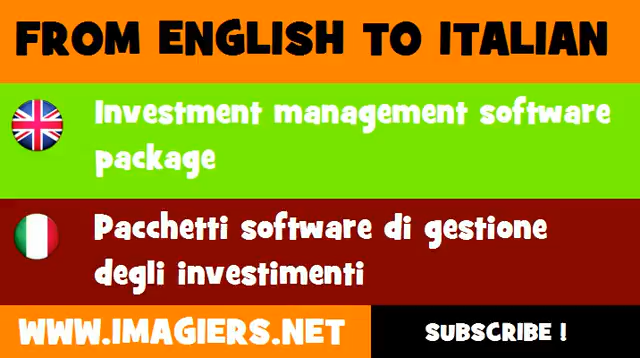 FROM ENGLISH TO ITALIAN
Investment management software
package
Pacchetti software di gestione
degli investimenti
WWW.IMAGIERS.NET
SUBSCRIBE !